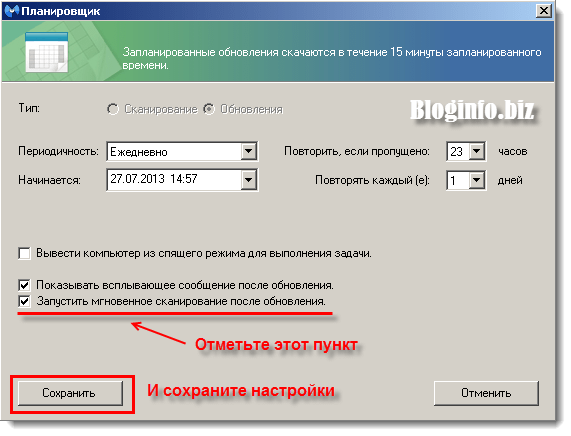 Планировщик
Запланированные обновления скачаются в течение 15 минуты запланированного
времени.
Тип: Сканирование Обновления
Bloginfo.biz
Периодичность: Ежедневно Повторить, если пропущено: 23 часов
Начинается: 27.07.2013 14:57 Повторять каждый (е): 1 дней
Вывести компьютер из спящего режима для выполнения задачи.
Показывать всплывающее сообщение после обновления.
Запустить мгновенное сканирование после обновления.
Отметьте этот пункт
Сохранить И сохраните настройки Отменить